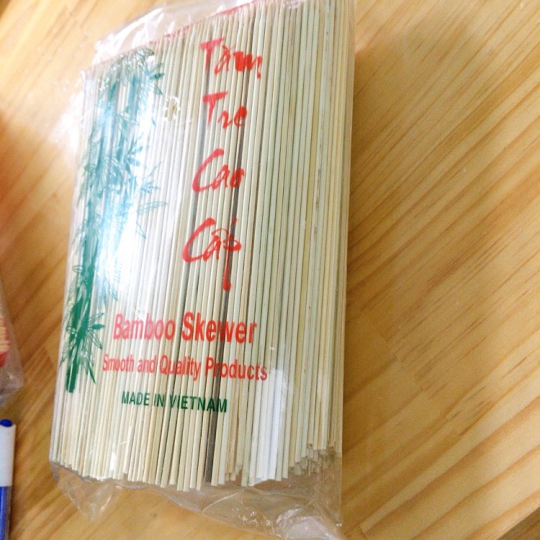 Tăm
Tre
Cao
Cấp
Bamboo Skewer
Smooth and Quality Products
MADE IN VIETNAM